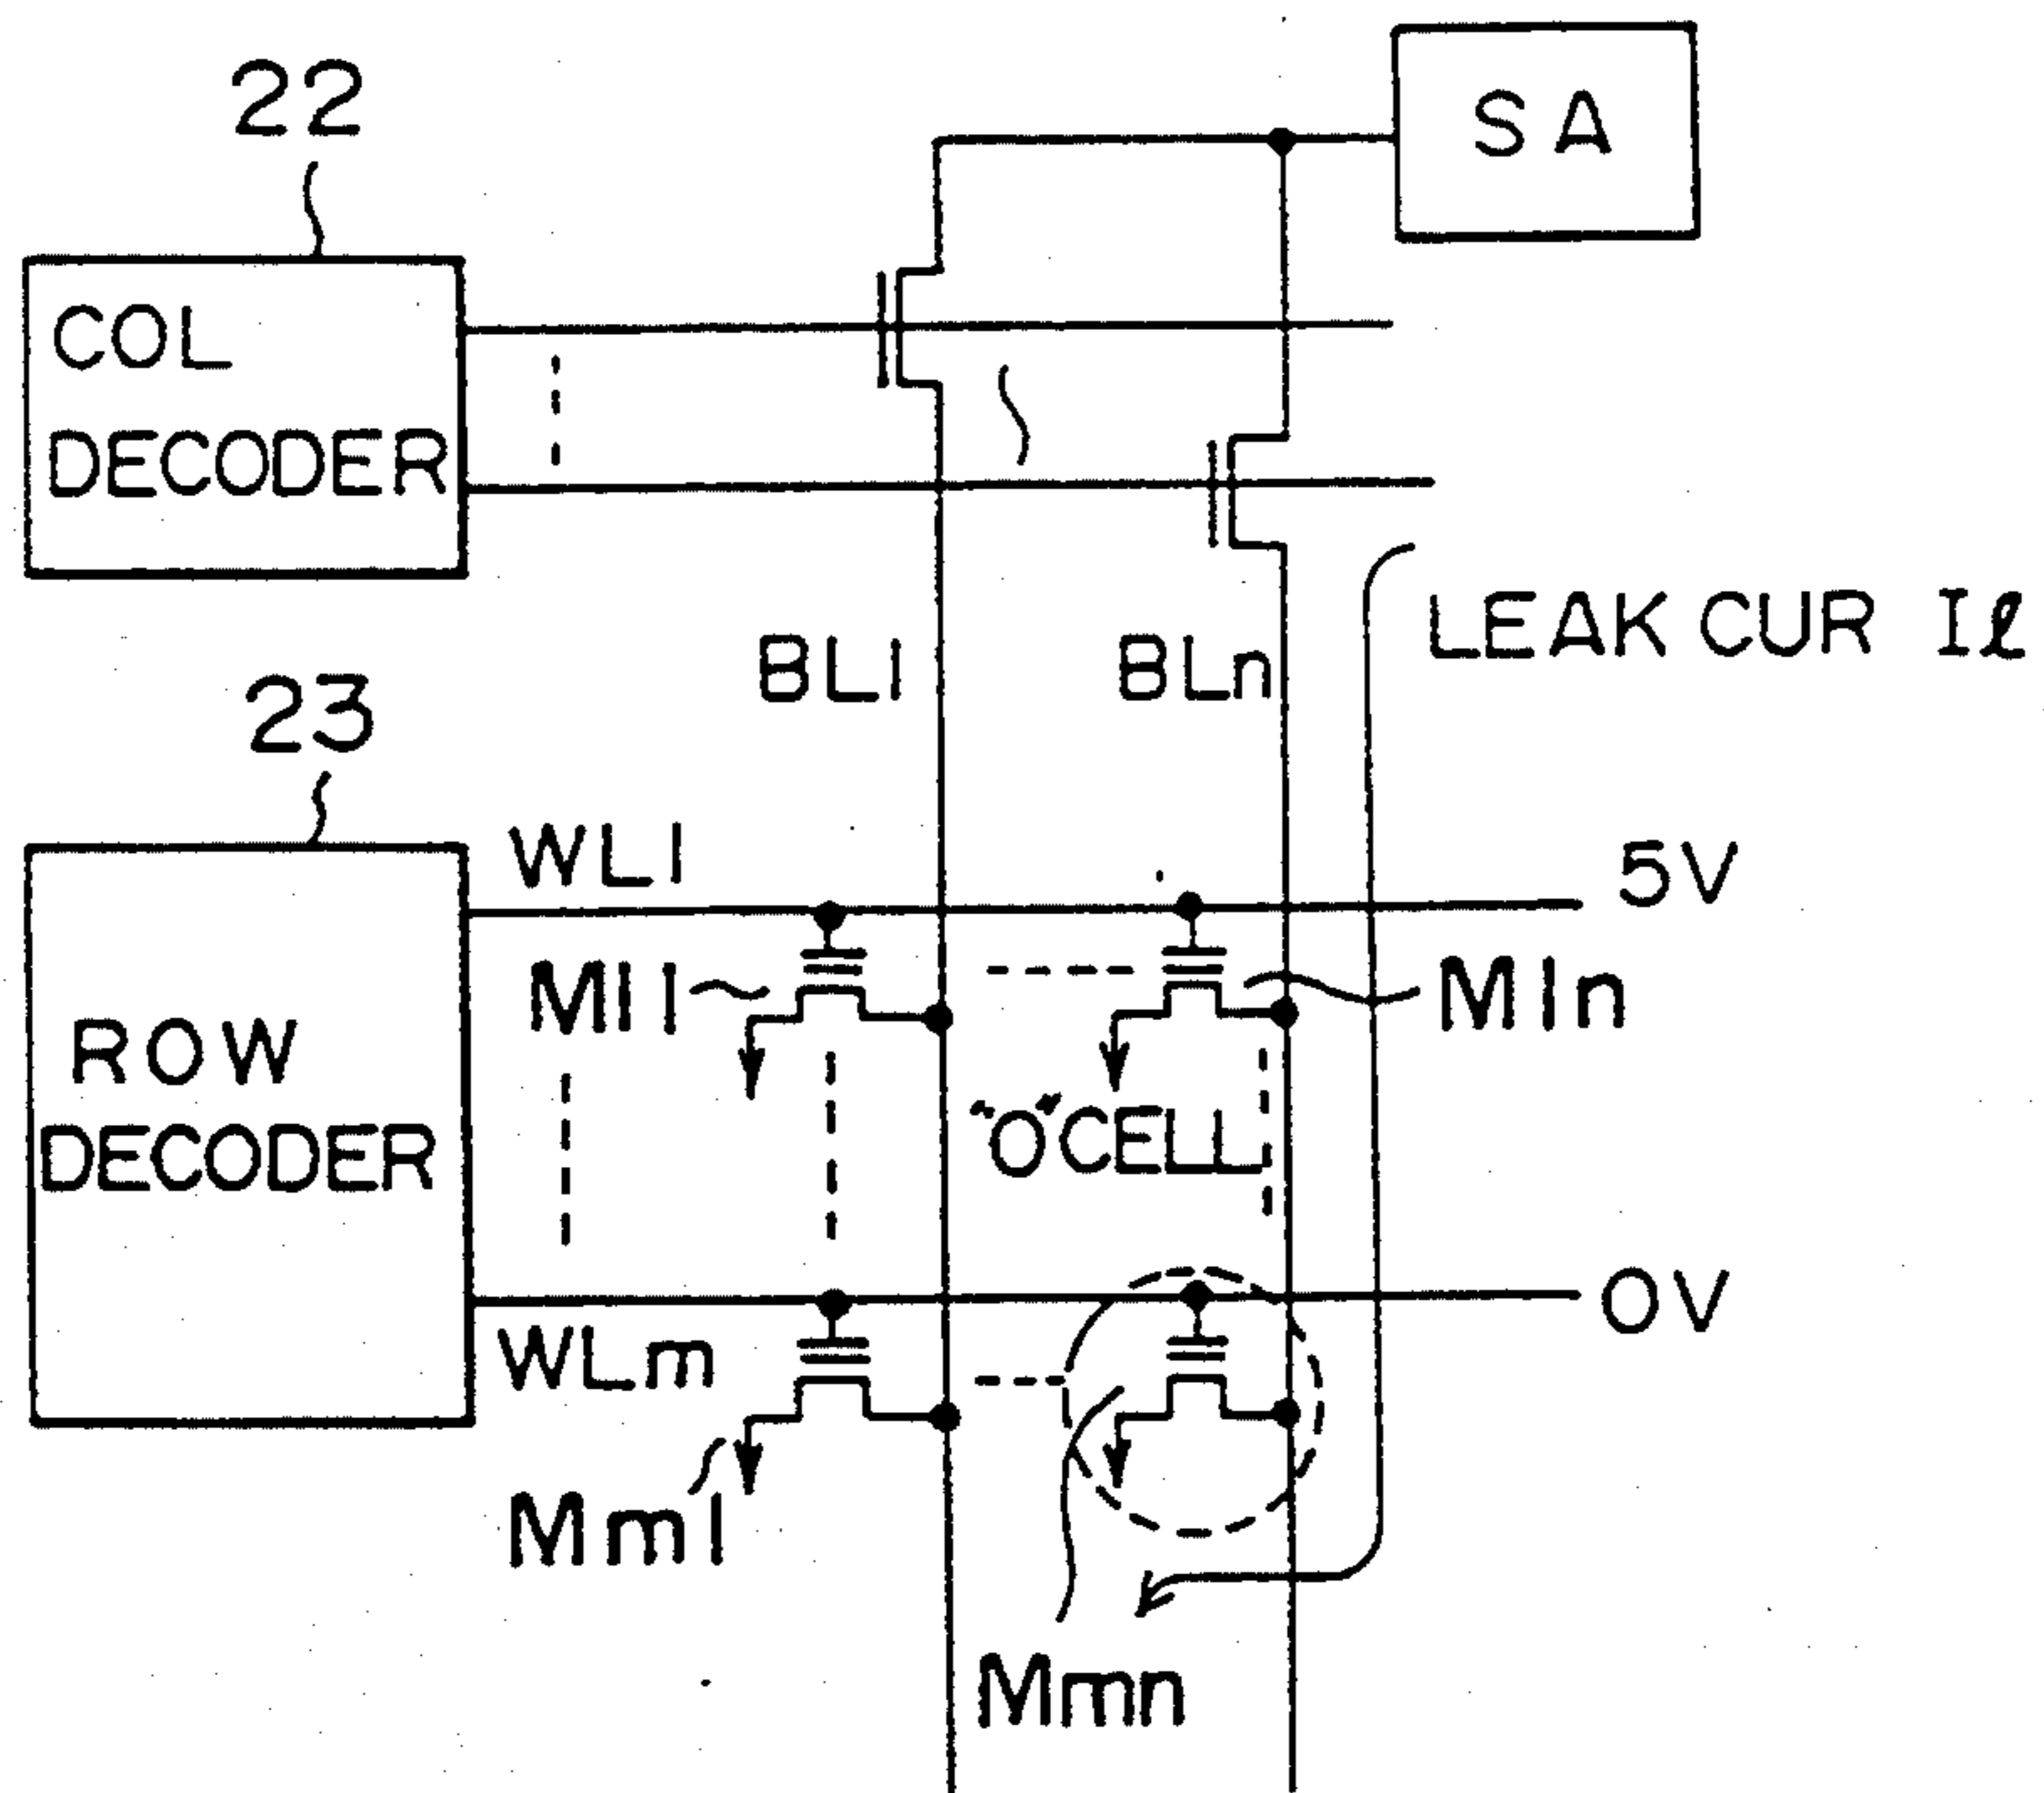 22
SA
COL
DECODER
BL1
BLn
LEAK CUR Iℓ
23
WL1
5V
M11
M1n
ROW
DECODER
"0"CELL
WLm
0V
Mm1
Mmn